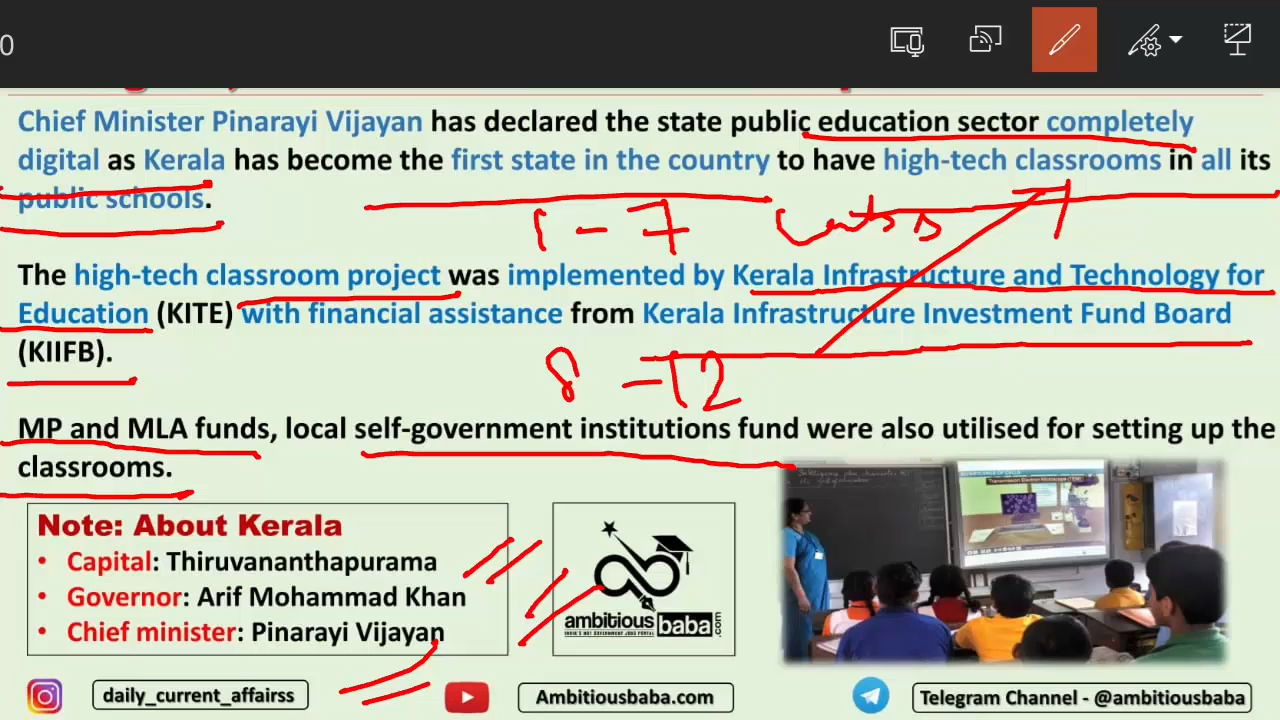 0
Chief Minister Pinarayi Vijayan has declared the state public education sector completely
digital as Kerala has become the first state in the country to have high-tech classrooms in all its
public schools.
1 - 7
The high-tech classroom project was implemented by Kerala Infrastructure and Technology for
Education (KITE) with financial assistance from Kerala Infrastructure Investment Fund Board
(KIIFB).
8 - 12
MP and MLA funds, local self-government institutions fund were also utilised for setting up the
classrooms.
Note: About Kerala
• Capital: Thiruvananthapurama
• Governor: Arif Mohammad Khan
• Chief minister: Pinarayi Vijayan
ambitious baba.com
Transmission Electron Microscope (TEM)
daily_current_affairss
Ambitiousbaba.com
Telegram Channel - @ambitiousbaba